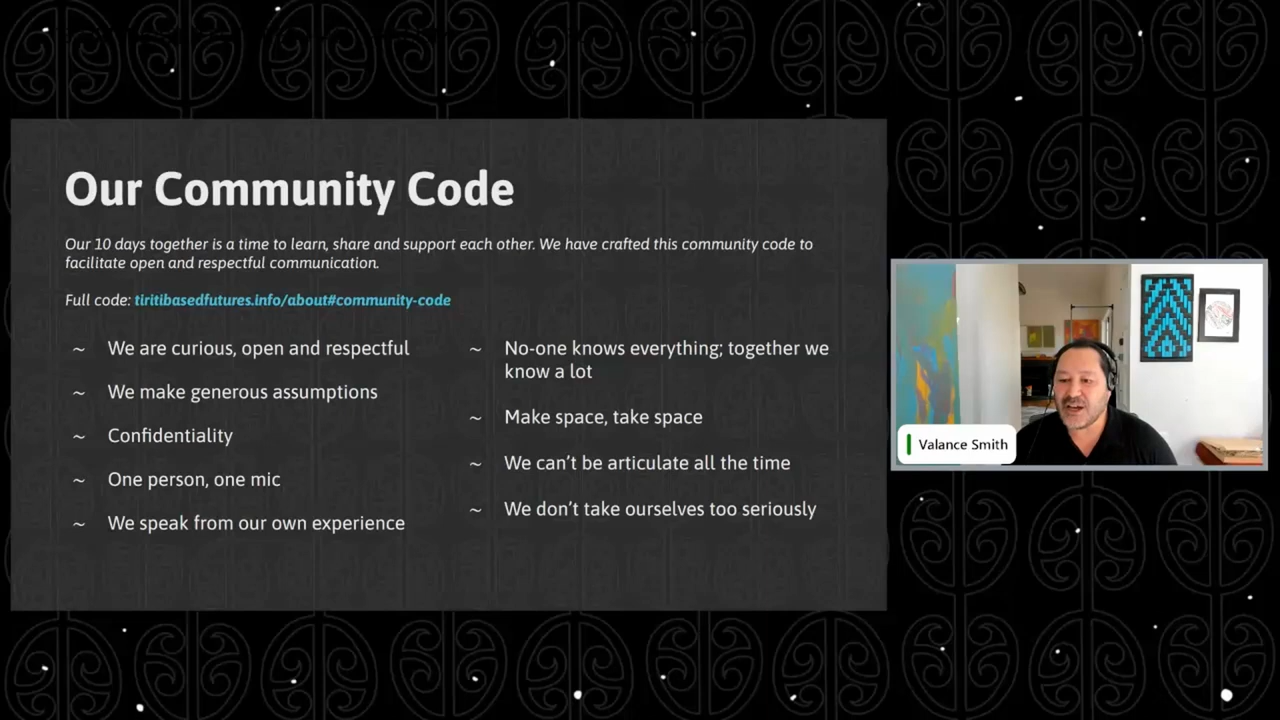 Our Community Code
Our 10 days together is a time to learn, share and support each other. We have crafted this community code to
facilitate open and respectful communication.
Full code: tiritibasedfutures.info/about#community-code
~ We are curious, open and respectful
~ We make generous assumptions
~ Confidentiality
~ One person, one mic
~ We speak from our own experience
~ No-one knows everything; together we
know a lot
~ Make space, take space
~ We can’t be articulate all the time
~ We don’t take ourselves too seriously
Valance Smith